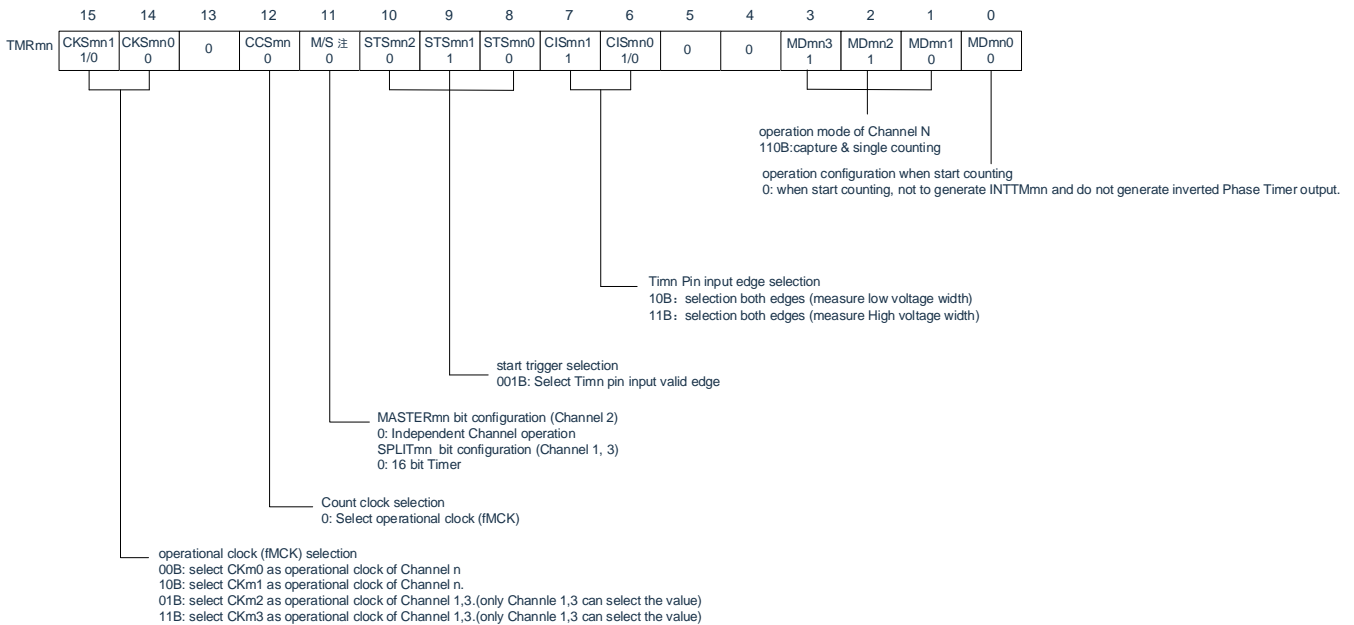 15 14 13 12 11 10 9 8 7 6 5 4 3 2 1 0
TMRmn CKSmn1 CKSmn0 0 CCSmn M/S 注 STSmn2 STSmn1 STSmn0 CISmn1 CISmn0 0 0 MDmn3 MDmn2 MDmn1 MDmn0
1/0 0 0 0 0 1 0 1 1/0 1 1 0 0
operation mode of Channel N
110B:capture & single counting
operation configuration when start counting
0: when start counting, not to generate INTTMmn and do not generate inverted Phase Timer output.
Timn Pin input edge selection
10B：selection both edges (measure low voltage width)
11B：selection both edges (measure High voltage width)
start trigger selection
001B: Select Timn pin input valid edge
MASTERmn bit configuration (Channel 2)
0: Independent Channel operation
SPLITmn bit configuration (Channel 1, 3)
0: 16 bit Timer
Count clock selection
0: Select operational clock (fMCK)
operational clock (fMCK) selection
00B: select CKm0 as operational clock of Channel n
10B: select CKm1 as operational clock of Channel n.
01B: select CKm2 as operational clock of Channel 1,3.(only Channle 1,3 can select the value)
11B: select CKm3 as operational clock of Channel 1,3.(only Channle 1,3 can select the value)